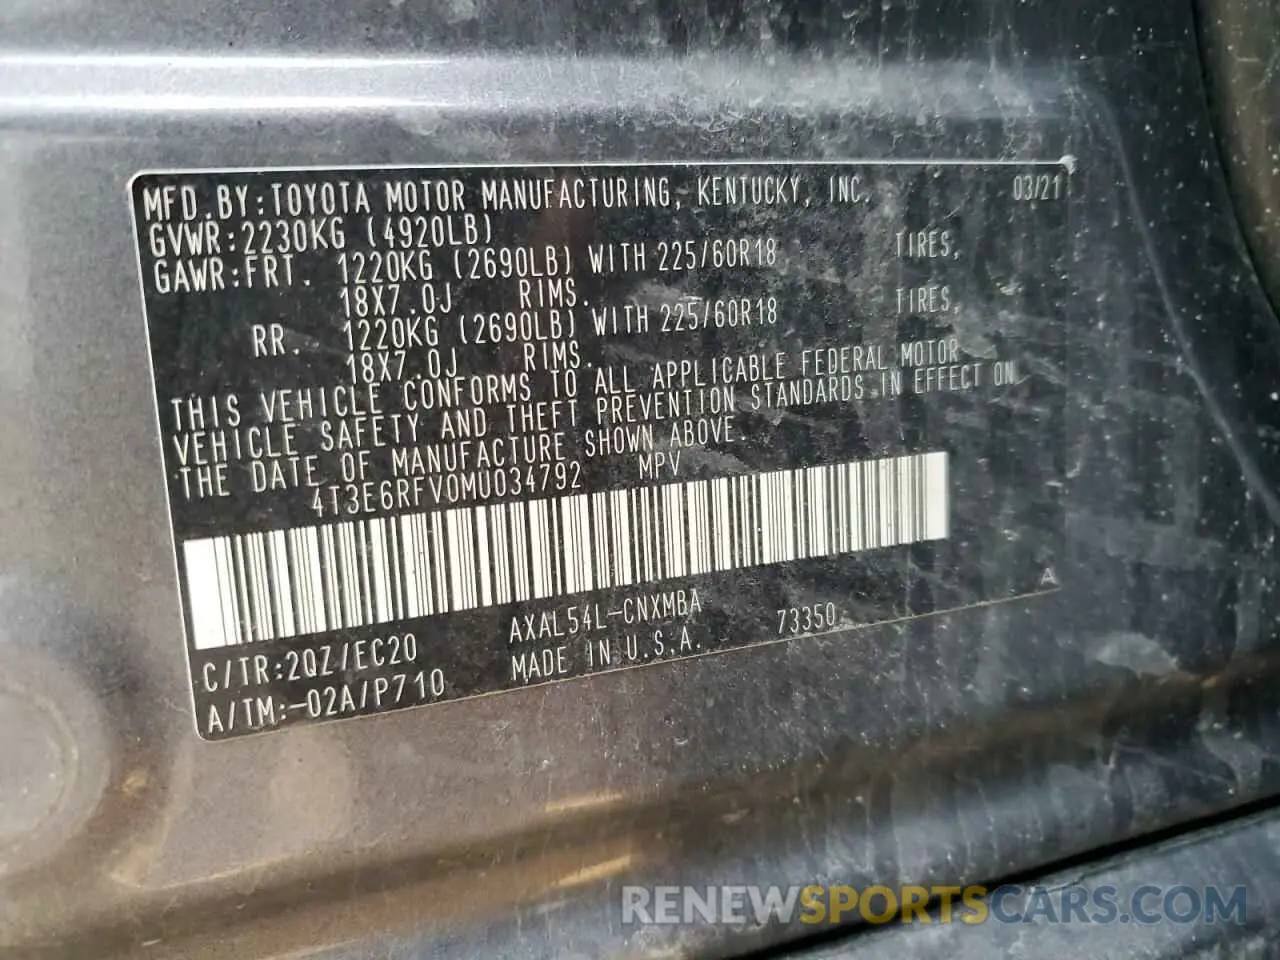 MFD.BY:TOYOTA MOTOR MANUFACTURING, KENTUCKY, INC. 03/21
GVWR:2230KG (4920LB)
GAWR:FRT. 1220KG (2690LB) WITH 225/60R18 TIRES,
18X7.0J RIMS.
RR. 1220KG (2690LB) WITH 225/60R18 TIRES,
18X7.0J RIMS.
THIS VEHICLE CONFORMS TO ALL APPLICABLE FEDERAL MOTOR
VEHICLE SAFETY AND THEFT PREVENTION STANDARDS IN EFFECT ON
THE DATE OF MANUFACTURE SHOWN ABOVE.
4T3E6RFV0MU034792 MPV
C/TR:2QZ/EC20 AXAL54L-CNXMBA 73350 A
A/TM:-02A/P710 MADE IN U.S.A.
RENEWSPORTSCARS.COM